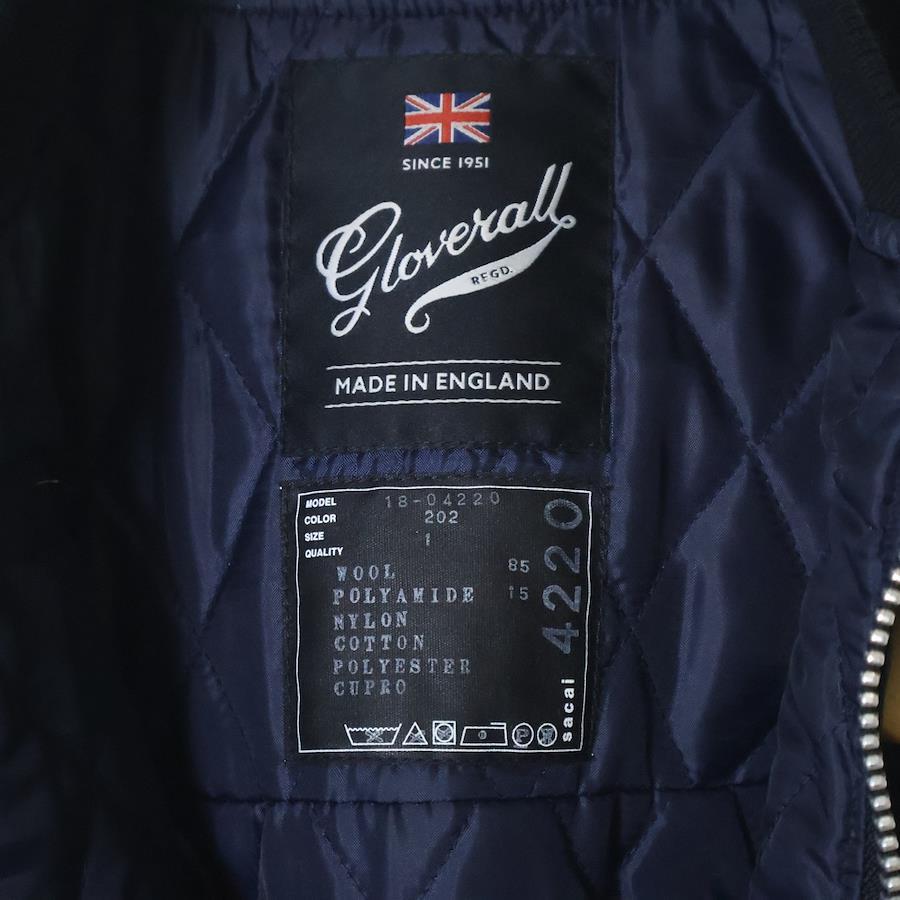 SINCE 1951
Gloverall
REGD.
MADE IN ENGLAND
MODEL 18-04220
COLOR 202
SIZE 1
QUALITY
WOOL 85
POLYAMIDE 15
NYLON
COTTON
POLYESTER
CUPRO
4220
sacai
P